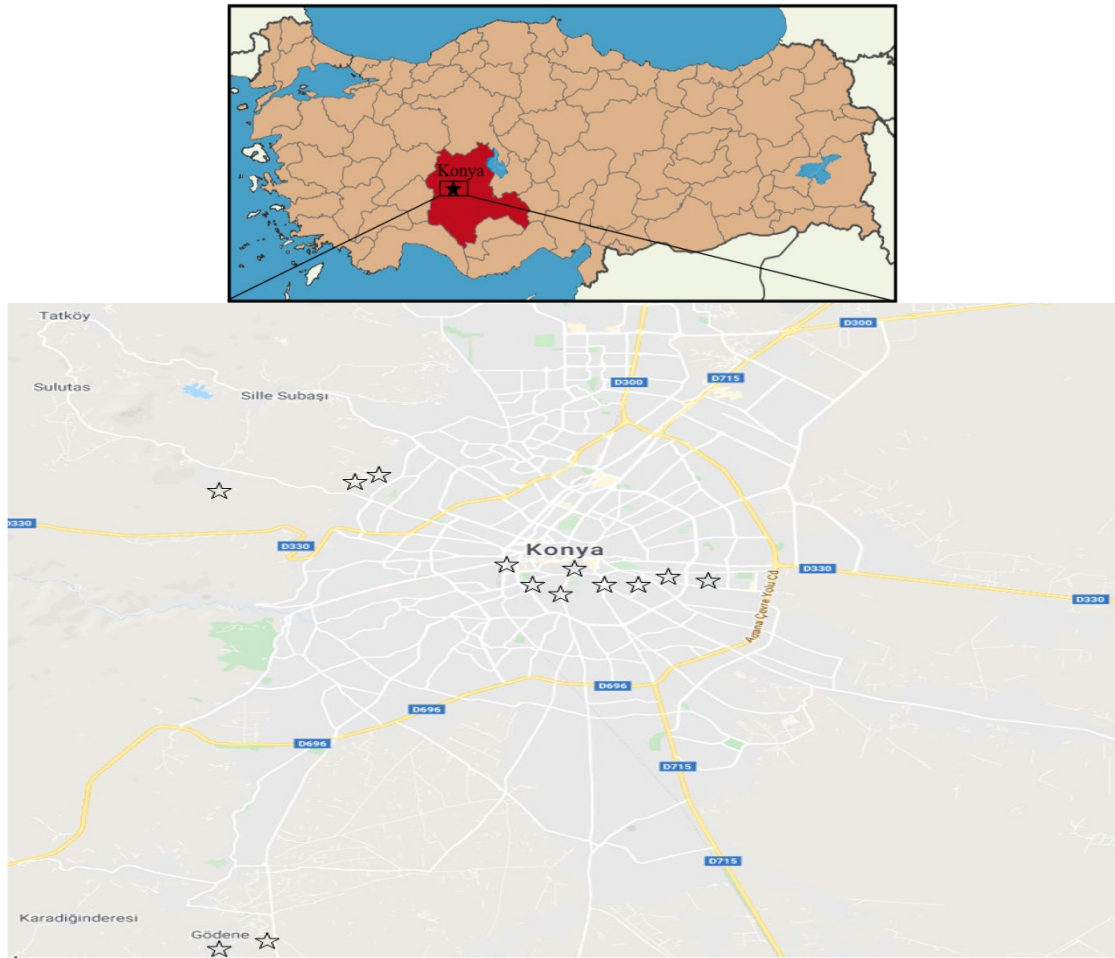 Konya
Tatköy
D300
Sulutas
D300
D715
Sille Subaşı
D330
D330
Konya
D330
D330
Adana Çevre Yolu Cd.
D696
D696
D696
D715
D715
Karadiğinderesi
Gödene